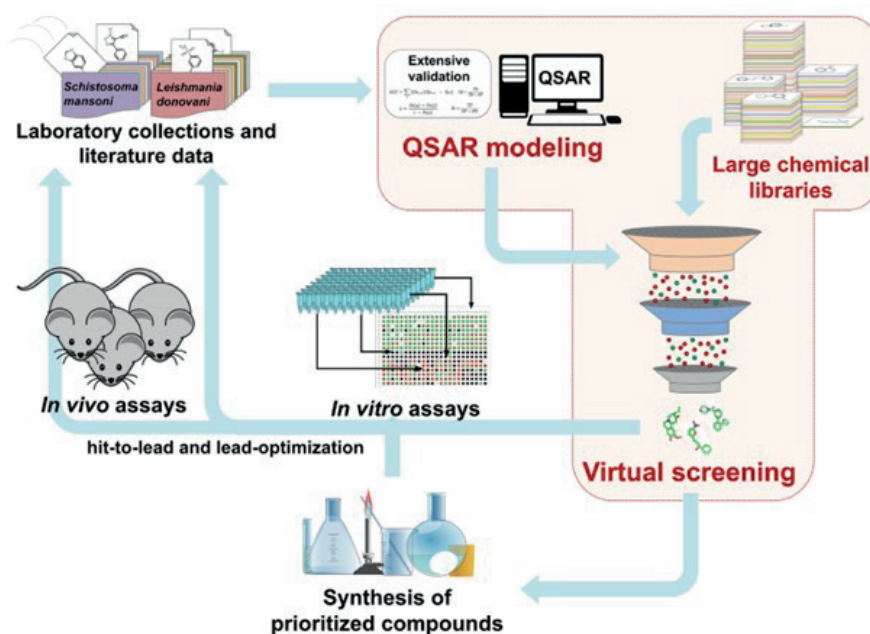 Schistosoma
mansoni
Leishmania
donovani
Laboratory collections and
literature data
Extensive
validation
QSAR
QSAR modeling
Large chemical
libraries
In vivo assays
In vitro assays
hit-to-lead and lead-optimization
Virtual screening
Synthesis of
prioritized compounds